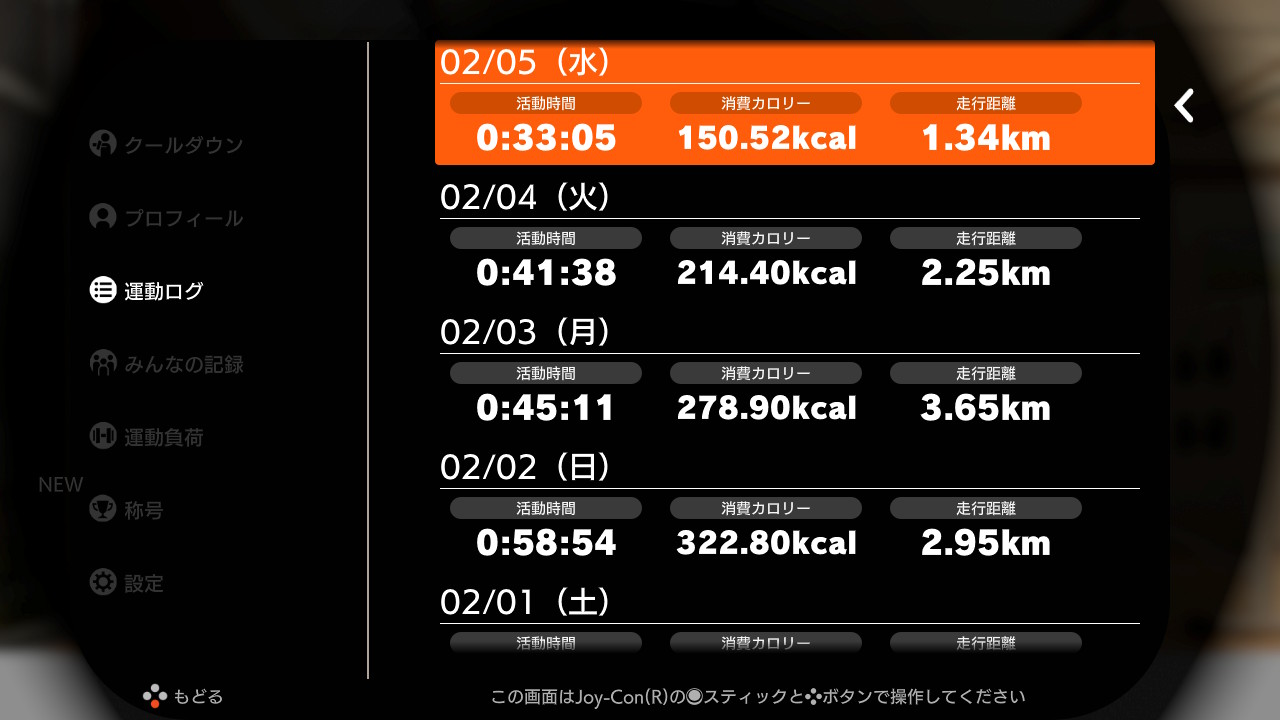 クールダウン
プロフィール
運動ログ
みんなの記録
運動負荷
NEW
称号
設定
02/05（水）
活動時間 消費カロリー 走行距離
0:33:05 150.52kcal 1.34km
02/04（火）
活動時間 消費カロリー 走行距離
0:41:38 214.40kcal 2.25km
02/03（月）
活動時間 消費カロリー 走行距離
0:45:11 278.90kcal 3.65km
02/02（日）
活動時間 消費カロリー 走行距離
0:58:54 322.80kcal 2.95km
02/01（土）
活動時間 消費カロリー 走行距離
もどる
この画面はJoy-Con(R)のスティックとボタンで操作してください